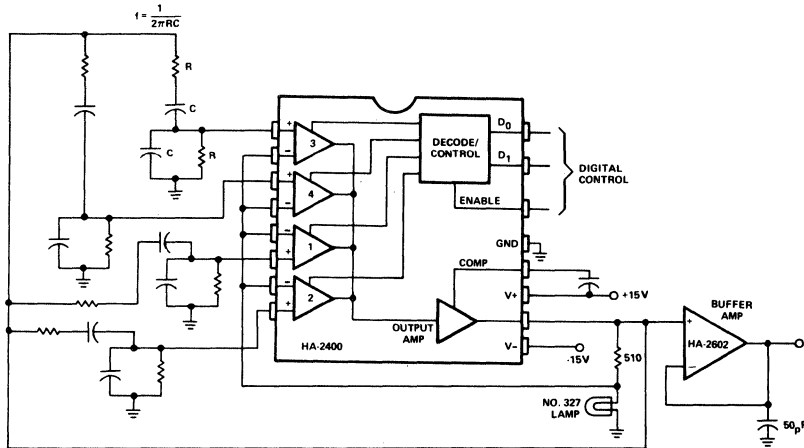 f = 1 / 2πRC
R
C
C
R
+
−
3
+
−
4
−
+
1
−
+
2
DECODE/
CONTROL
D0
D1
ENABLE
DIGITAL
CONTROL
GND
COMP
V+
+15V
OUTPUT
AMP
HA-2400
V−
-15V
510
NO. 327
LAMP
BUFFER
AMP
+
HA-2602
−
50pF